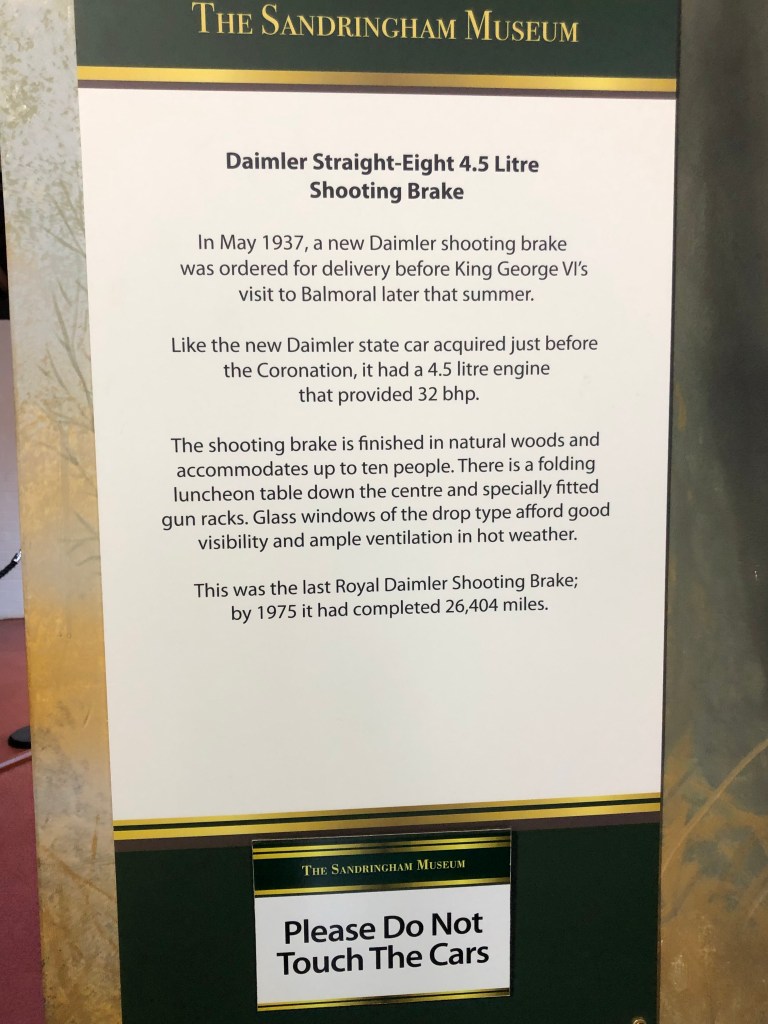 THE SANDRINGHAM MUSEUM
Daimler Straight-Eight 4.5 Litre
Shooting Brake
In May 1937, a new Daimler shooting brake
was ordered for delivery before King George VI's
visit to Balmoral later that summer.
Like the new Daimler state car acquired just before
the Coronation, it had a 4.5 litre engine
that provided 32 bhp.
The shooting brake is finished in natural woods and
accommodates up to ten people. There is a folding
luncheon table down the centre and specially fitted
gun racks. Glass windows of the drop type afford good
visibility and ample ventilation in hot weather.
This was the last Royal Daimler Shooting Brake;
by 1975 it had completed 26,404 miles.
THE SANDRINGHAM MUSEUM
Please Do Not
Touch The Cars